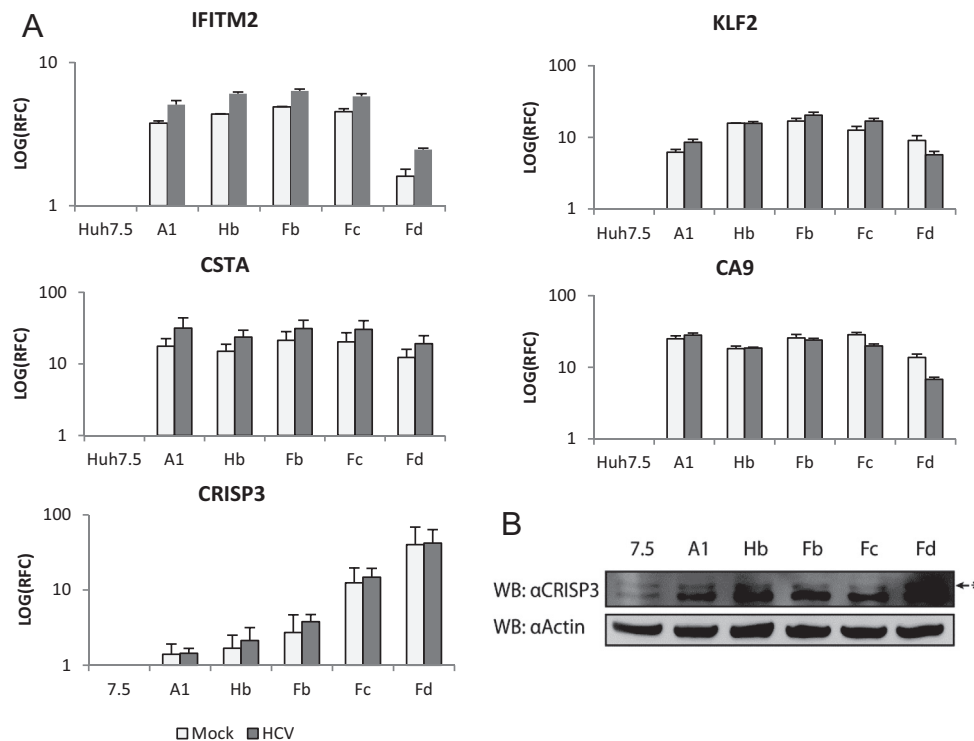 A
IFITM2
LOG(RFC)
10
1
Huh7.5 A1 Hb Fb Fc Fd
KLF2
LOG(RFC)
100
10
1
Huh7.5 A1 Hb Fb Fc Fd
CSTA
LOG(RFC)
100
10
1
Huh7.5 A1 Hb Fb Fc Fd
CA9
LOG(RFC)
100
10
1
Huh7.5 A1 Hb Fb Fc Fd
CRISP3
LOG(RFC)
100
10
1
7.5 A1 Hb Fb Fc Fd
Mock HCV
B
7.5 A1 Hb Fb Fc Fd
WB: αCRISP3 *
WB: αActin